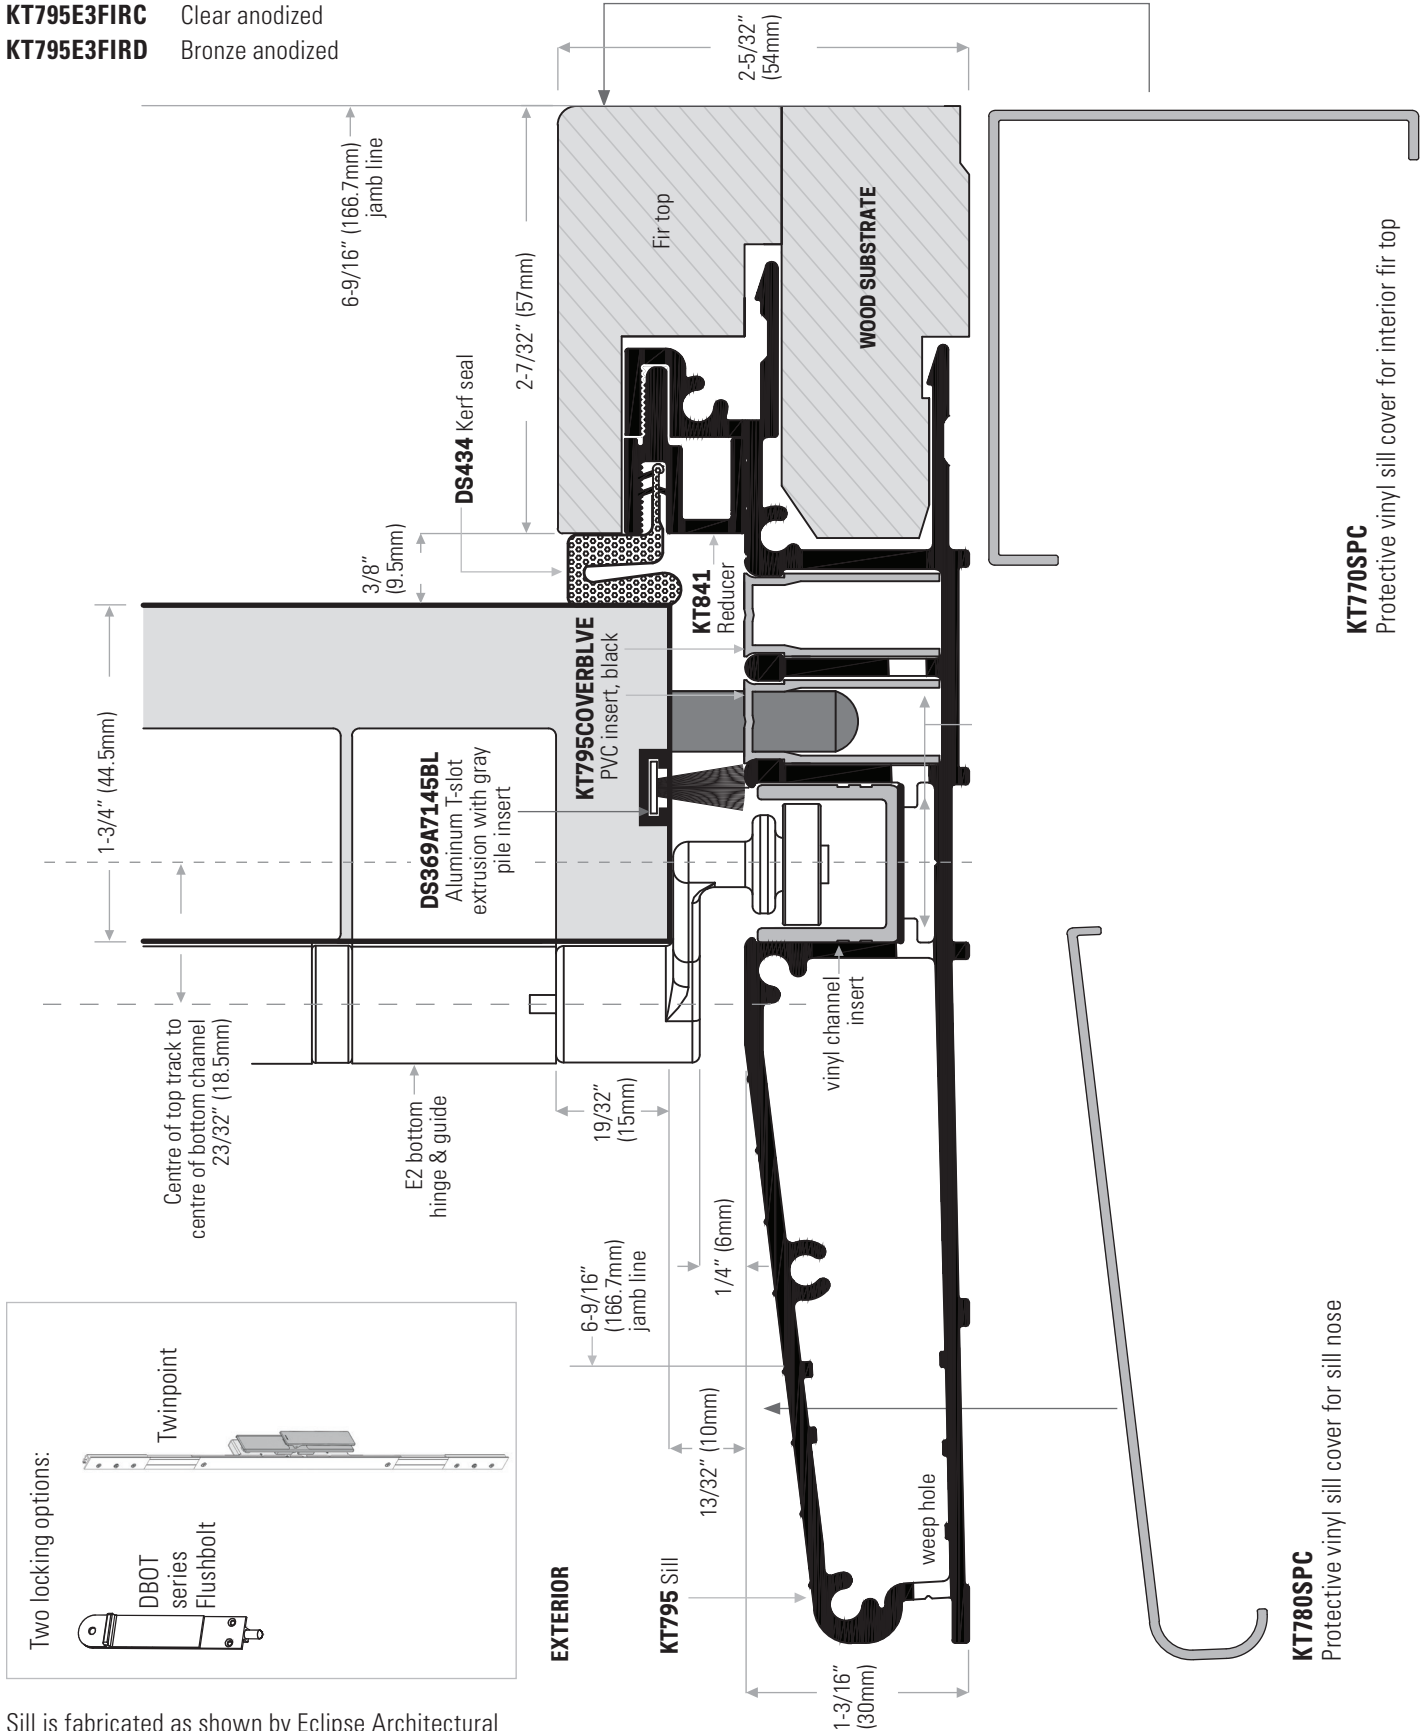 KT795E3FIRC Clear anodized
KT795E3FIRD Bronze anodized
2-5/32”
(54mm)
6-9/16” (166.7mm)
jamb line
2-7/32” (57mm)
Fir top
WOOD SUBSTRATE
DS434 Kerf seal
3/8”
(9.5mm)
KT841
Reducer
KT770SPC
Protective vinyl sill cover for interior fir top
1-3/4” (44.5mm)
KT795COVERBLVE
PVC insert, black
DS369A7145BL
Aluminum T-slot
extrusion with gray
pile insert
vinyl channel
insert
Centre of top track to
centre of bottom channel
23/32” (18.5mm)
E2 bottom
hinge & guide
19/32”
(15mm)
1/4” (6mm)
6-9/16”
(166.7mm)
jamb line
13/32” (10mm)
Two locking options:
DBOT
series
Flushbolt
Twinpoint
EXTERIOR
KT795 Sill
weep hole
1-3/16”
(30mm)
KT780SPC
Protective vinyl sill cover for sill nose
Sill is fabricated as shown by Eclipse Architectural